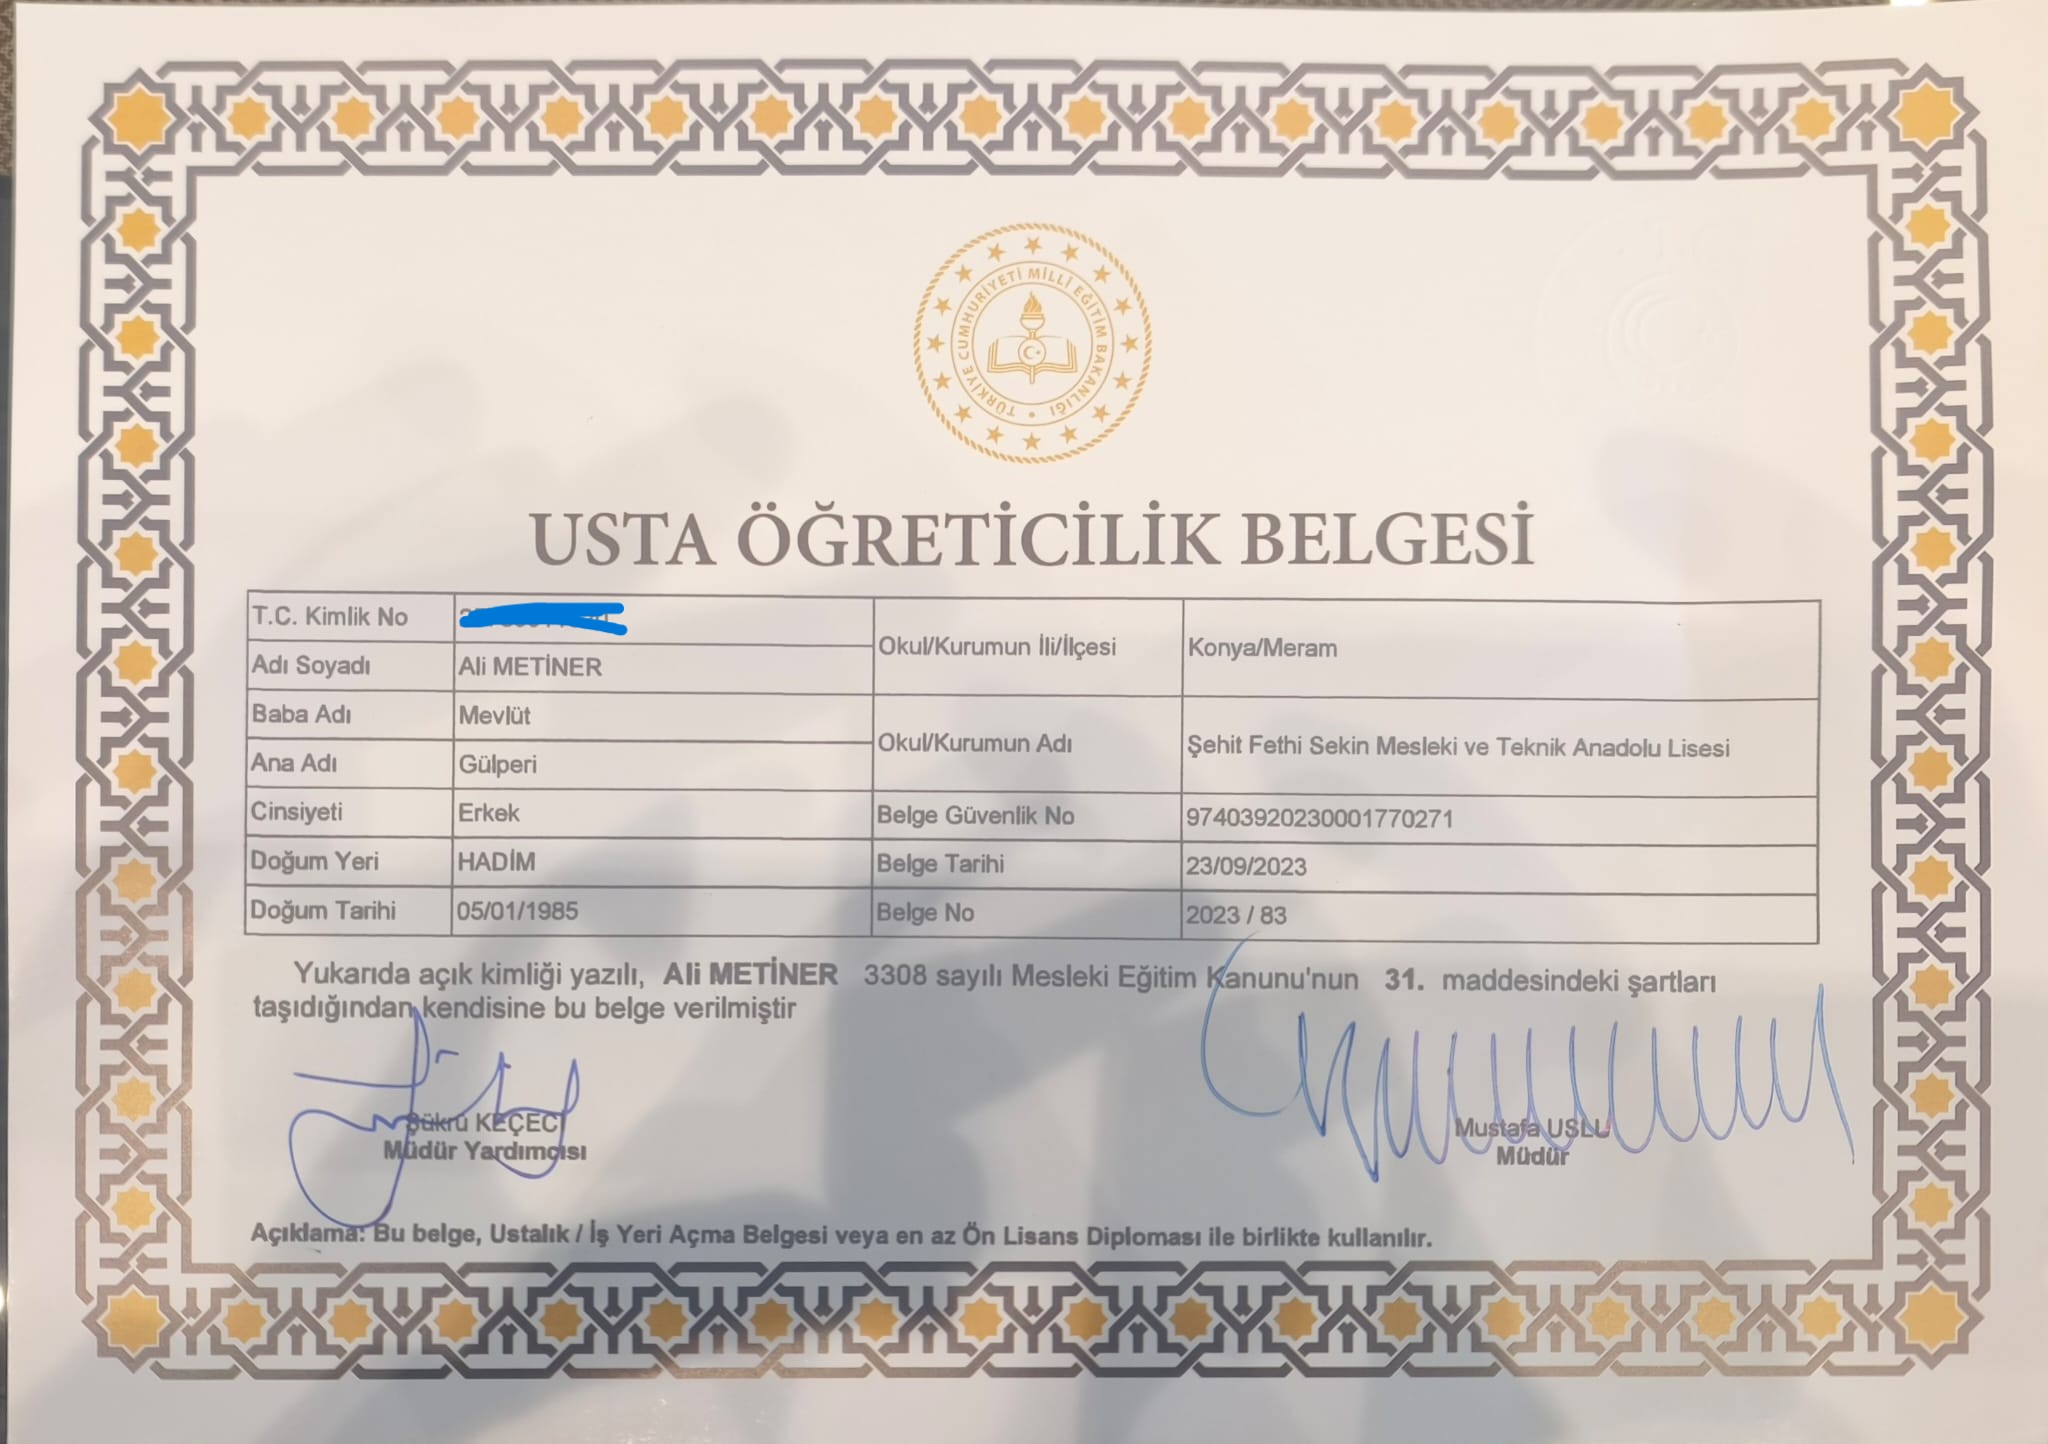 TÜRKİYE CUMHURİYETİ MİLLİ EĞİTİM BAKANLIĞI
USTA ÖĞRETİCİLİK BELGESİ
T.C. Kimlik No
Adı Soyadı Ali METİNER
Baba Adı Mevlüt
Ana Adı Gülperi
Cinsiyeti Erkek
Doğum Yeri HADİM
Doğum Tarihi 05/01/1985
Okul/Kurumun İli/İlçesi Konya/Meram
Okul/Kurumun Adı Şehit Fethi Sekin Mesleki ve Teknik Anadolu Lisesi
Belge Güvenlik No 97403920230001770271
Belge Tarihi 23/09/2023
Belge No 2023 / 83
Yukarıda açık kimliği yazılı, Ali METİNER 3308 sayılı Mesleki Eğitim Kanunu'nun 31. maddesindeki şartları
taşıdığından kendisine bu belge verilmiştir
Şükrü KEÇECİ
Müdür Yardımcısı
Mustafa USLU
Müdür
Açıklama: Bu belge, Ustalık / İş Yeri Açma Belgesi veya en az Ön Lisans Diploması ile birlikte kullanılır.